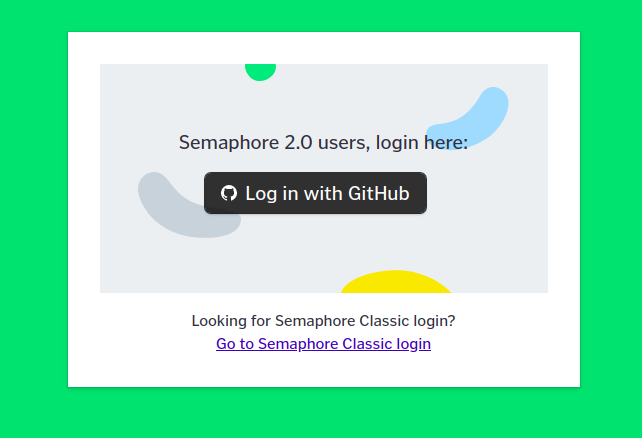 Semaphore 2.0 users, login here:
Log in with GitHub
Looking for Semaphore Classic login?
Go to Semaphore Classic login